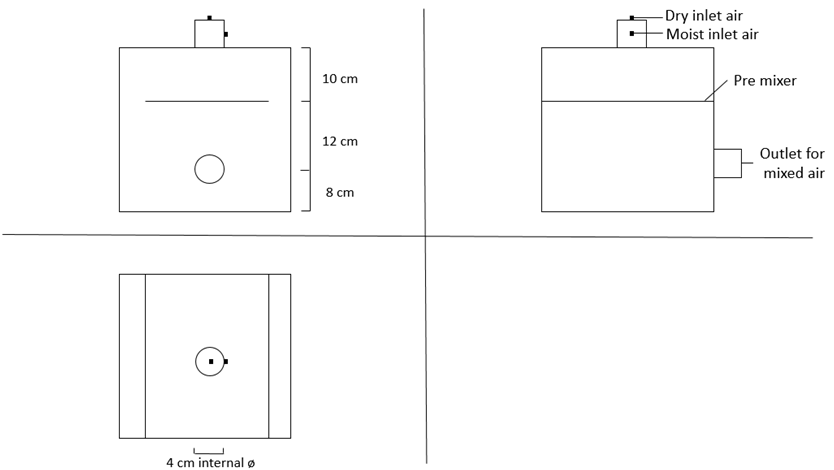 Dry inlet air
Moist inlet air
10 cm
Pre mixer
12 cm
Outlet for
mixed air
8 cm
4 cm internal ø